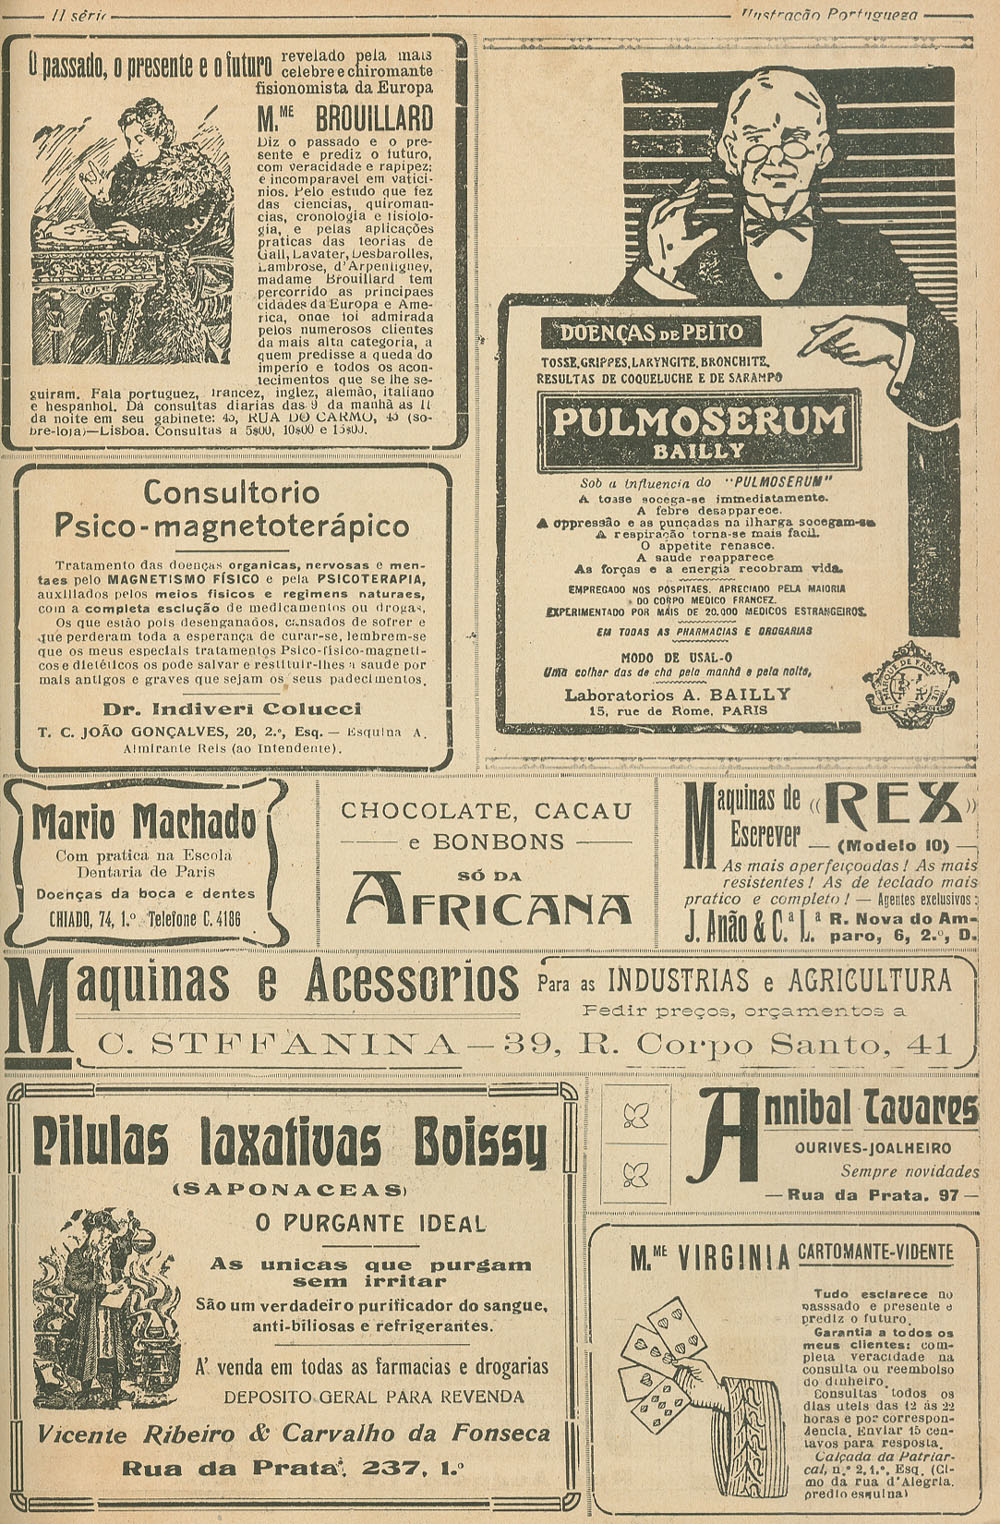 II série
Ilustração Portugueza
O passado, o presente e o futuro
revelado pela mais
celebre e chiromante
fisionomista da Europa
M.ME BROUILLARD
Diz o passado e o pre-
sente e prediz o futuro,
com veracidade e rapipez;
é incomparavel em vatici-
nios. Pelo estudo que fez
das ciencias, quiroman-
cias, cronologia e fisiolo-
gia, e pelas aplicações
praticas das teorias de
Gall, Lavater, Desbarolles,
Lambrose, d'Arpenligney,
madame Brouillard tem
percorrido as principaes
cidades da Europa e Ame-
rica, onde foi admirada
pelos numerosos clientes
da mais alta categoria, a
quem predisse a queda do
imperio e todos os acon-
tecimentos que se lhe se-
guiram. Fala portuguez, francez, inglez, alemão, italiano
e hespanhol. Dá consultas diarias das 9 da manhã as 11
da noite em seu gabinete: 43, RUA DO CARMO, 43 (so-
bre-loja)—Lisboa. Consultas a 5$00, 10$00 e 15$00.
DOENÇAS DE PEITO
TOSSE, GRIPPES, LARYNGITE, BRONCHITE,
RESULTAS DE COQUELUCHE E DE SARAMPO
PULMOSERUM
BAILLY
Sob a influencia do "PULMOSERUM"
A tosse socega-se immediatamente.
A febre desapparece.
A oppressão e as punçadas na ilharga socegam-se
A respiração torna-se mais facil.
O appetite renasce.
A saude reapparece
As forças e a energia recobram vida.
EMPREGADO NOS HOSPITAES. APRECIADO PELA MAIORIA
DO CORPO MEDICO FRANCEZ.
EXPERIMENTADO POR MAIS DE 20.000 MEDICOS ESTRANGEIROS.
EM TODAS AS PHARMACIAS E DROGARIAS
MODO DE USAL-O
Uma colher das de chá pela manhã e pela noite,
Laboratorios A. BAILLY
15, rue de Rome, PARIS
MARQUE DE FABRIQUE
Consultorio
Psico-magnetoterápico
Tratamento das doenças organicas, nervosas e men-
taes pelo MAGNETISMO FÍSICO e pela PSICOTERAPIA,
auxiliados pelos meios fisicos e regimens naturaes,
com a completa esclução de medicamentos ou drogas.
Os que estão pois desenganados, cansados de sofrer e
que perderam toda a esperança de curar-se, lembrem-se
que os meus especiais tratamentos Psico-fisico-magneti-
cos e dietéticos os pode salvar e restituir-lhes a saude por
mais antigos e graves que sejam os seus padecimentos.
Dr. Indiveri Colucci
T. C. JOÃO GONÇALVES, 20, 2.º, Esq. — Esquina A.
Almirante Reis (ao Intendente).
Mario Machado
Com pratica na Escola
Dentaria de Paris
Doenças da boca e dentes
CHIADO, 74, 1.º Telefone C. 4186
CHOCOLATE, CACAU
e BONBONS
SÓ DA
AFRICANA
Maquinas de
Escrever
«REX»
(Modelo 10)
As mais aperfeiçoadas! As mais
resistentes! As de teclado mais
pratico e completo! — Agentes exclusivos:
J. Anão & C.ª L.ª R. Nova do Am-
paro, 6, 2.º, D.
Maquinas e Acessorios Para as INDUSTRIAS e AGRICULTURA
Pedir preços, orçamentos a
C. STEFFANINA — 39, R. Corpo Santo, 41
Pilulas laxativas Boissy
(SAPONACEAS)
O PURGANTE IDEAL
As unicas que purgam
sem irritar
São um verdadeiro purificador do sangue,
anti-biliosas e refrigerantes.
A' venda em todas as farmacias e drogarias
DEPOSITO GERAL PARA REVENDA
Vicente Ribeiro & Carvalho da Fonseca
Rua da Prata, 237, 1.º
Annibal Tavares
OURIVES-JOALHEIRO
Sempre novidades
— Rua da Prata. 97 —
M.ME VIRGINIA CARTOMANTE-VIDENTE
Tudo esclarece no
passsado e presente e
prediz o futuro.
Garantia a todos os
meus clientes: com-
pleta veracidade na
consulta ou reembolso
do dinheiro.
Consultas todos os
dias uteis das 12 ás 22
horas e por correspon-
dencia. Enviar 15 cen-
tavos para resposta.
Calçada da Patriar-
cal, n.º 2, 1.º, Esq. (Ci-
mo da rua d'Alegria,
predio esquina)